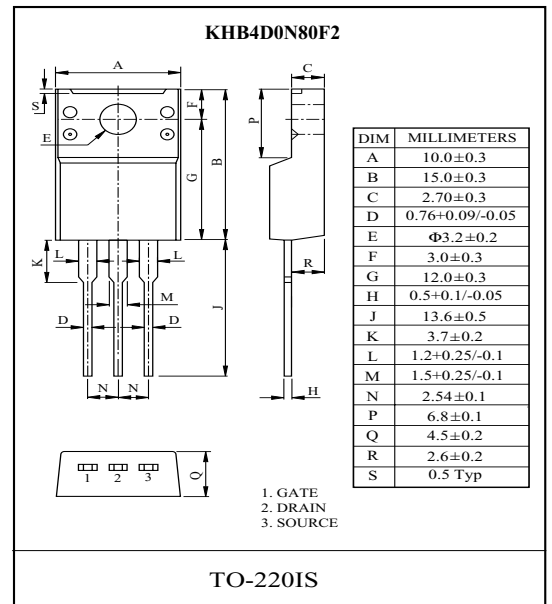 KHB4D0N80F2
A
C
S
F
P
E
B
G
L
L
K
R
M
J
D
D
N
N
H
DIM MILLIMETERS
A 10.0±0.3
B 15.0±0.3
C 2.70±0.3
D 0.76+0.09/-0.05
E Φ3.2±0.2
F 3.0±0.3
G 12.0±0.3
H 0.5+0.1/-0.05
J 13.6±0.5
K 3.7±0.2
L 1.2+0.25/-0.1
M 1.5+0.25/-0.1
N 2.54±0.1
P 6.8±0.1
Q 4.5±0.2
R 2.6±0.2
S 0.5 Typ
1 2 3
Q
1. GATE
2. DRAIN
3. SOURCE
TO-220IS